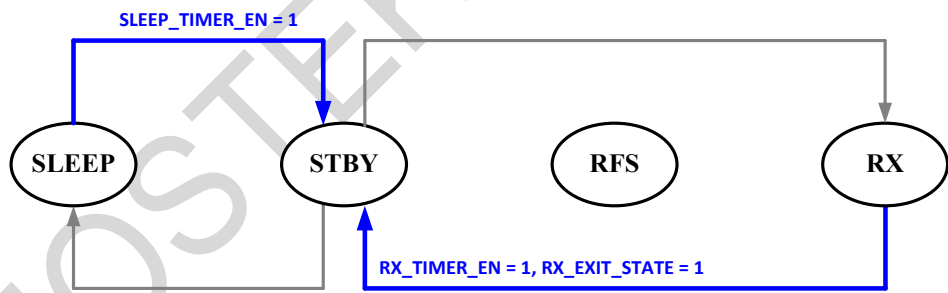 SLEEP_TIMER_EN = 1
SLEEP
STBY
RFS
RX
RX_TIMER_EN = 1, RX_EXIT_STATE = 1